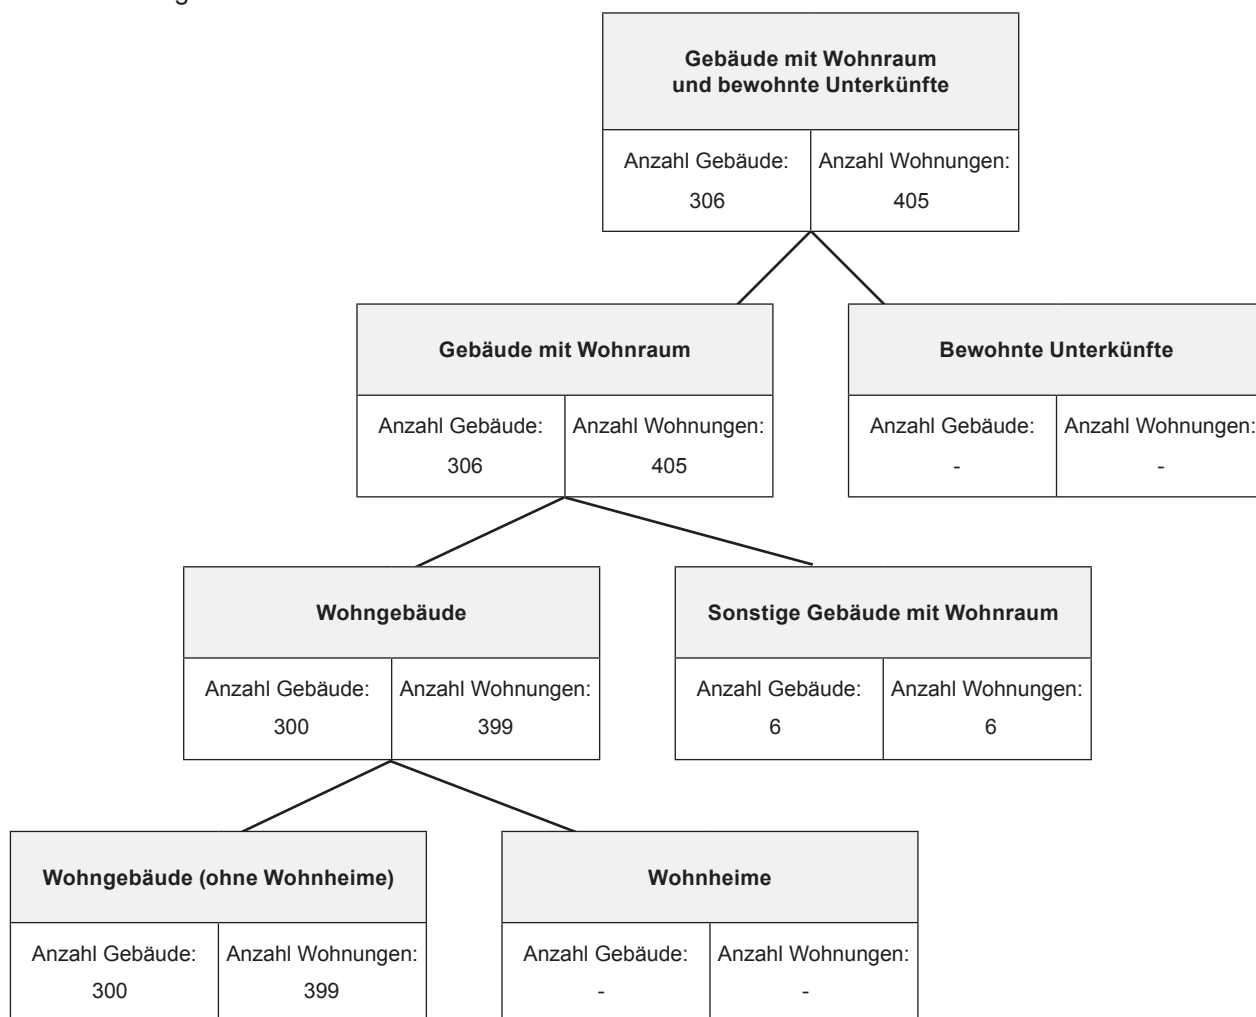 Gebäude mit Wohnraum
und bewohnte Unterkünfte
Anzahl Gebäude: Anzahl Wohnungen:
306 405
Gebäude mit Wohnraum
Bewohnte Unterkünfte
Anzahl Gebäude: Anzahl Wohnungen:
306 405
Anzahl Gebäude: Anzahl Wohnungen:
- -
Wohngebäude
Sonstige Gebäude mit Wohnraum
Anzahl Gebäude: Anzahl Wohnungen:
300 399
Anzahl Gebäude: Anzahl Wohnungen:
6 6
Wohngebäude (ohne Wohnheime)
Wohnheime
Anzahl Gebäude: Anzahl Wohnungen:
300 399
Anzahl Gebäude: Anzahl Wohnungen:
- -